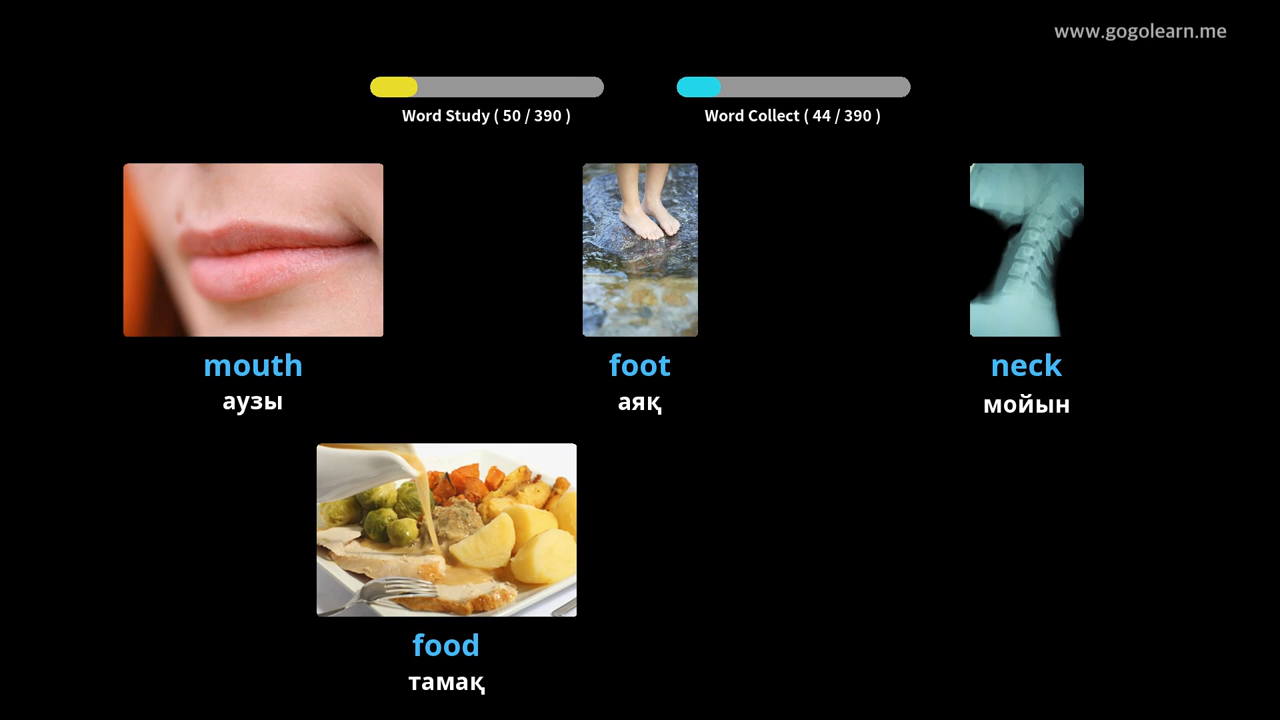 www.gogolearn.me
Word Study ( 50 / 390 )
Word Collect ( 44 / 390 )
mouth
аузы
foot
аяқ
neck
мойын
food
тамақ